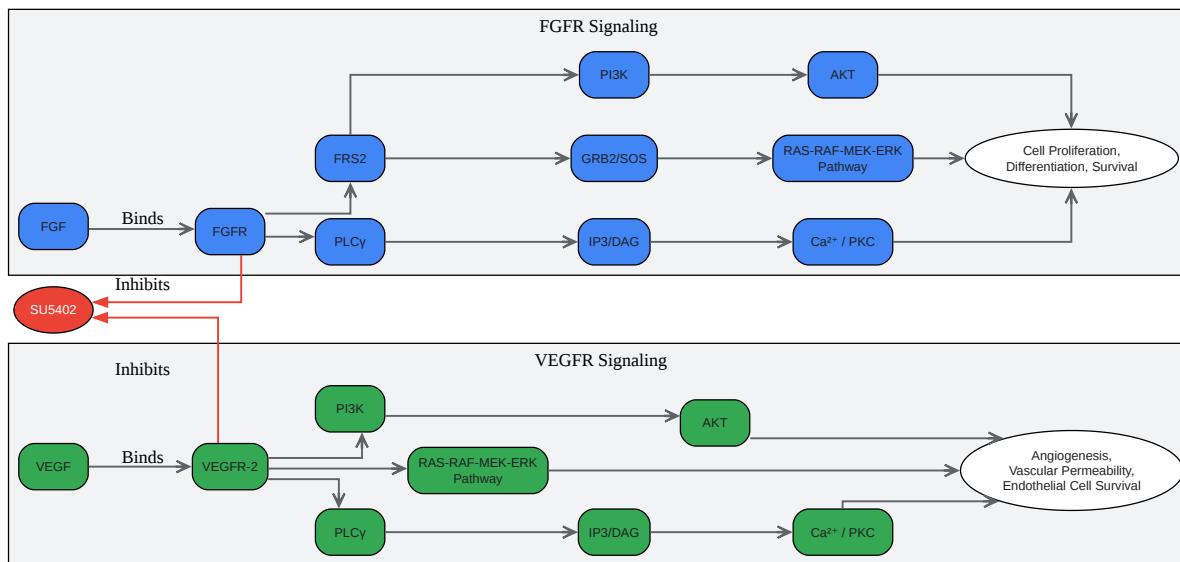 FGFR Signaling
PI3K
AKT
FRS2
GRB2/SOS
RAS-RAF-MEK-ERK
Pathway
Cell Proliferation,
Differentiation, Survival
FGF
Binds
FGFR
PLCγ
IP3/DAG
Ca²⁺ / PKC
Inhibits
SU5402
VEGFR Signaling
Inhibits
PI3K
AKT
VEGF
Binds
VEGFR-2
RAS-RAF-MEK-ERK
Pathway
Angiogenesis,
Vascular Permeability,
Endothelial Cell Survival
PLCγ
IP3/DAG
Ca²⁺ / PKC